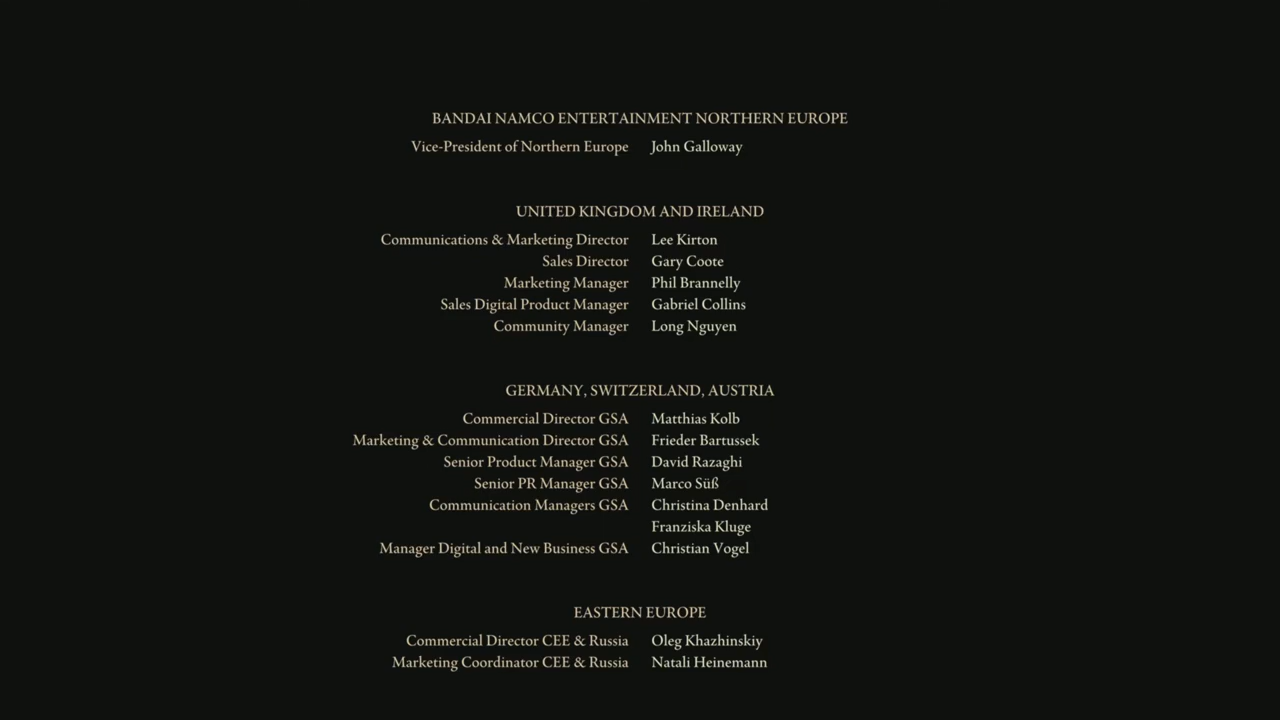 BANDAI NAMCO ENTERTAINMENT NORTHERN EUROPE
Vice-President of Northern Europe John Galloway
UNITED KINGDOM AND IRELAND
Communications & Marketing Director Lee Kirton
Sales Director Gary Coote
Marketing Manager Phil Brannelly
Sales Digital Product Manager Gabriel Collins
Community Manager Long Nguyen
GERMANY, SWITZERLAND, AUSTRIA
Commercial Director GSA Matthias Kolb
Marketing & Communication Director GSA Frieder Bartussek
Senior Product Manager GSA David Razaghi
Senior PR Manager GSA Marco Süß
Communication Managers GSA Christina Denhard
Franziska Kluge
Manager Digital and New Business GSA Christian Vogel
EASTERN EUROPE
Commercial Director CEE & Russia Oleg Khazhinskiy
Marketing Coordinator CEE & Russia Natali Heinemann